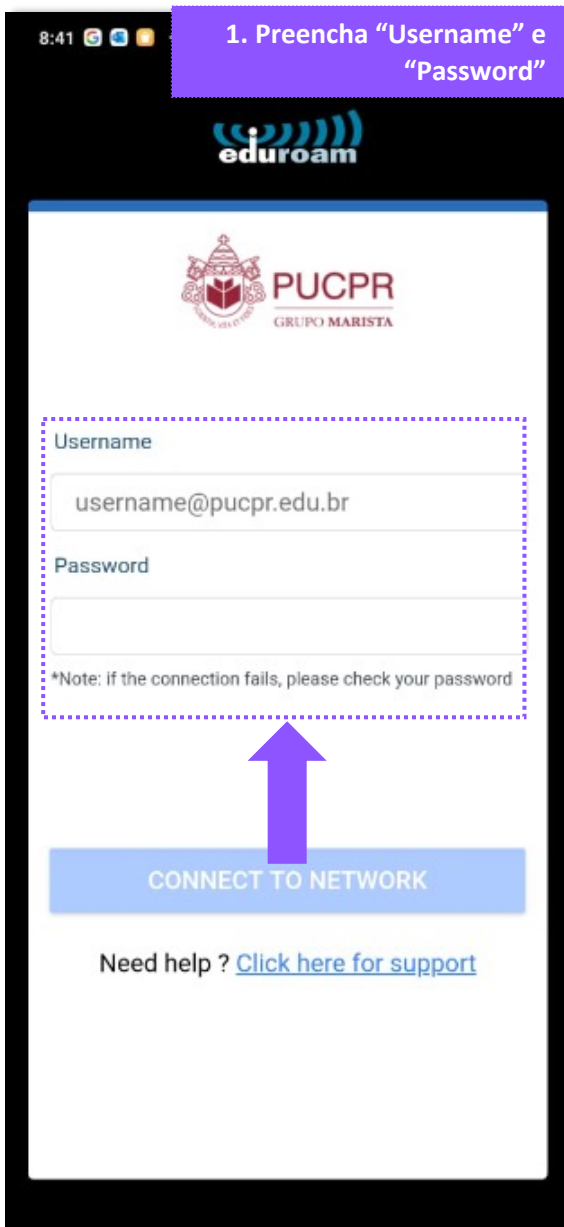 8:41
1. Preencha “Username” e
“Password”
eduroam
PUCPR
GRUPO MARISTA
Username
username@pucpr.edu.br
Password
*Note: if the connection fails, please check your password
CONNECT TO NETWORK
Need help ? Click here for support